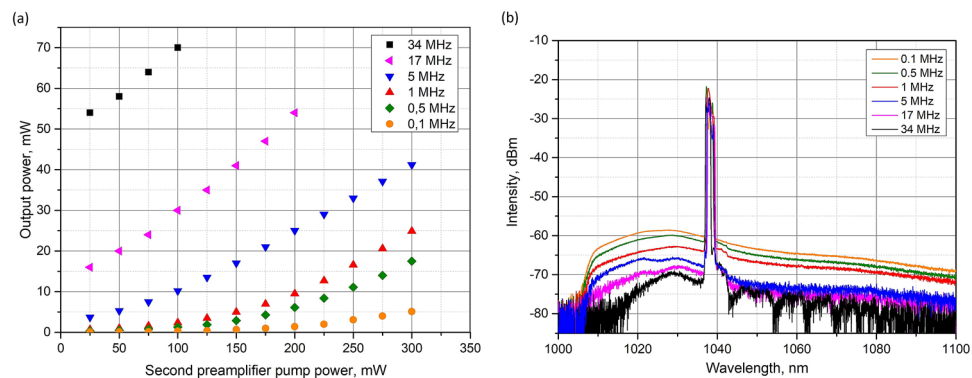 (a)
Output power, mW
70
60
50
40
30
20
10
0
34 MHz
17 MHz
5 MHz
1 MHz
0,5 MHz
0,1 MHz
0 50 100 150 200 250 300 350
Second preamplifier pump power, mW
(b)
Intensity, dBm
-10
-20
-30
-40
-50
-60
-70
-80
0.1 MHz
0.5 MHz
1 MHz
5 MHz
17 MHz
34 MHz
1000 1020 1040 1060 1080 1100
Wavelength, nm